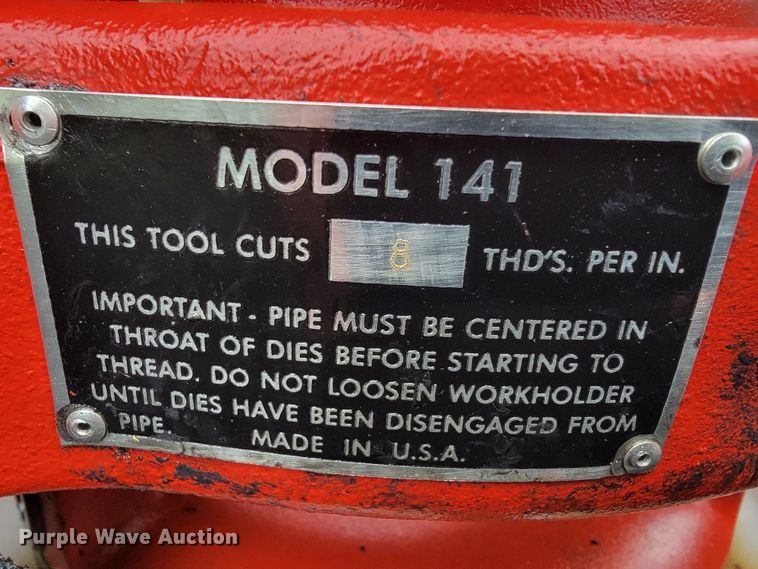 MODEL 141
THIS TOOL CUTS 8 THD'S. PER IN.
IMPORTANT - PIPE MUST BE CENTERED IN
THROAT OF DIES BEFORE STARTING TO
THREAD. DO NOT LOOSEN WORKHOLDER
UNTIL DIES HAVE BEEN DISENGAGED FROM
PIPE. MADE IN U.S.A.
Purple Wave Auction